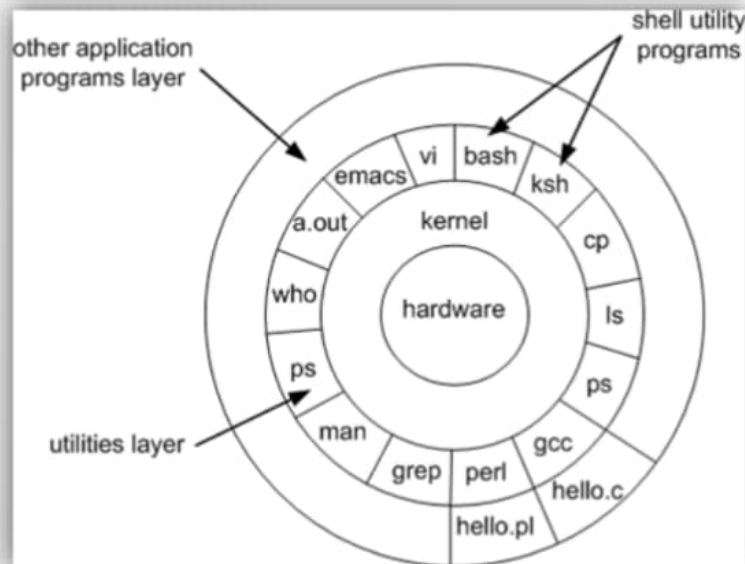 shell utility
programs
other application
programs layer
vi
bash
emacs
ksh
a.out
kernel
cp
who
hardware
ls
ps
ps
utilities layer
man
gcc
grep
perl
hello.c
hello.pl